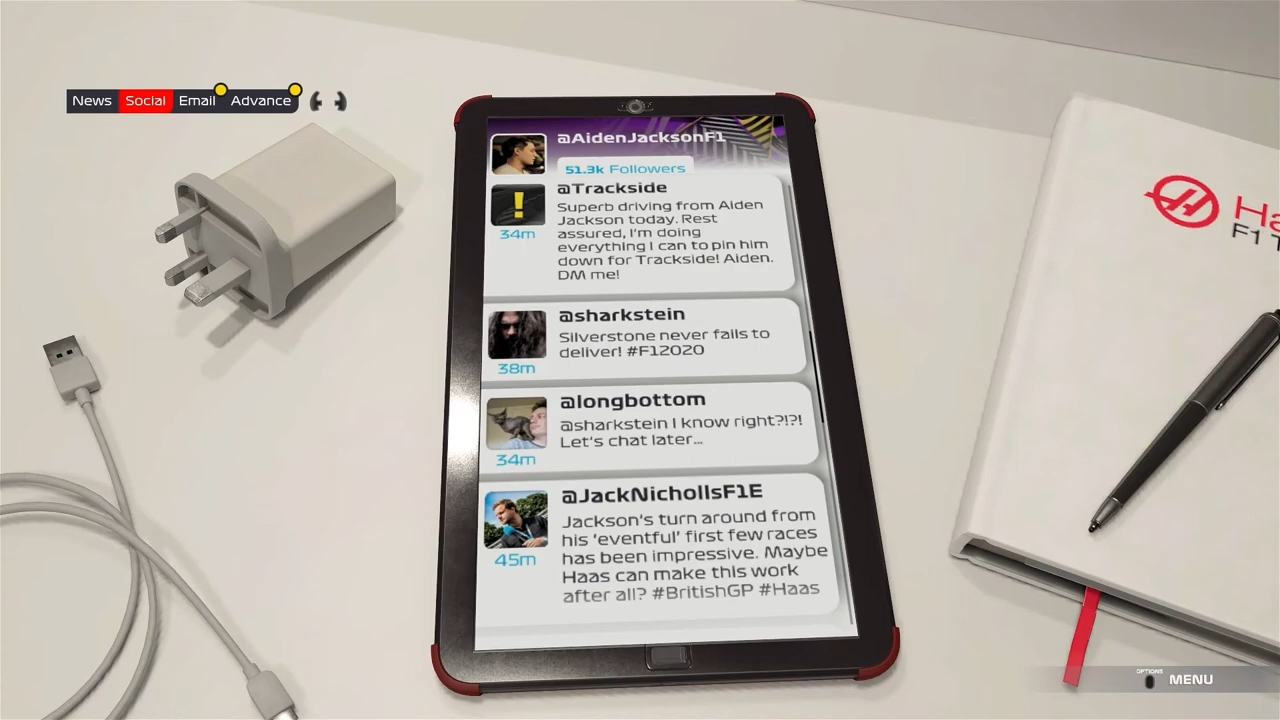 News Social Email Advance
@AidenJacksonF1
51.3k Followers
@Trackside
Superb driving from Aiden
Jackson today. Rest
assured, I'm doing
everything I can to pin him
down for Trackside! Aiden.
DM me!
34m
@sharkstein
Silverstone never fails to
deliver! #F12020
38m
@longbottom
@sharkstein I know right?!?!
Let's chat later...
34m
@JackNichollsF1E
Jackson's turn around from
his 'eventful' first few races
has been impressive. Maybe
Haas can make this work
after all? #BritishGP #Haas
45m
Ha
F1 T
OPTIONS
MENU